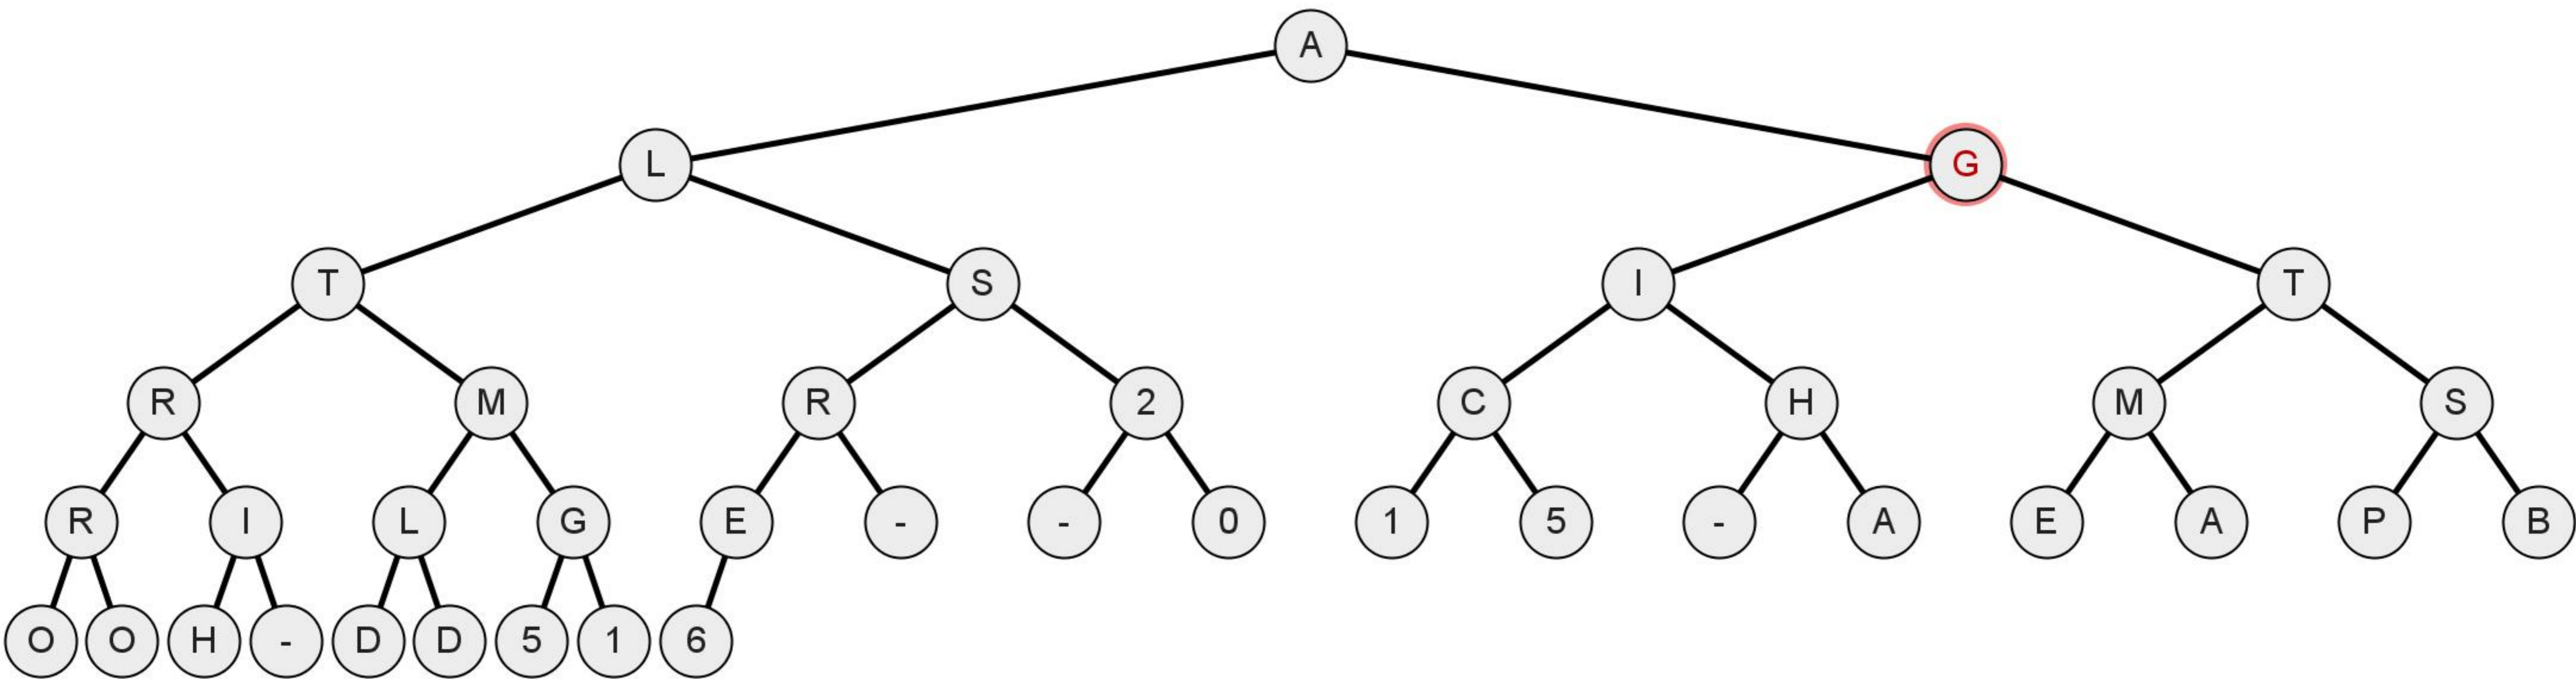 A
L G
T S I T
R M R 2 C H M S
R I L G E - - 0 1 5 - A E A P B
O O H - D D 5 1 6